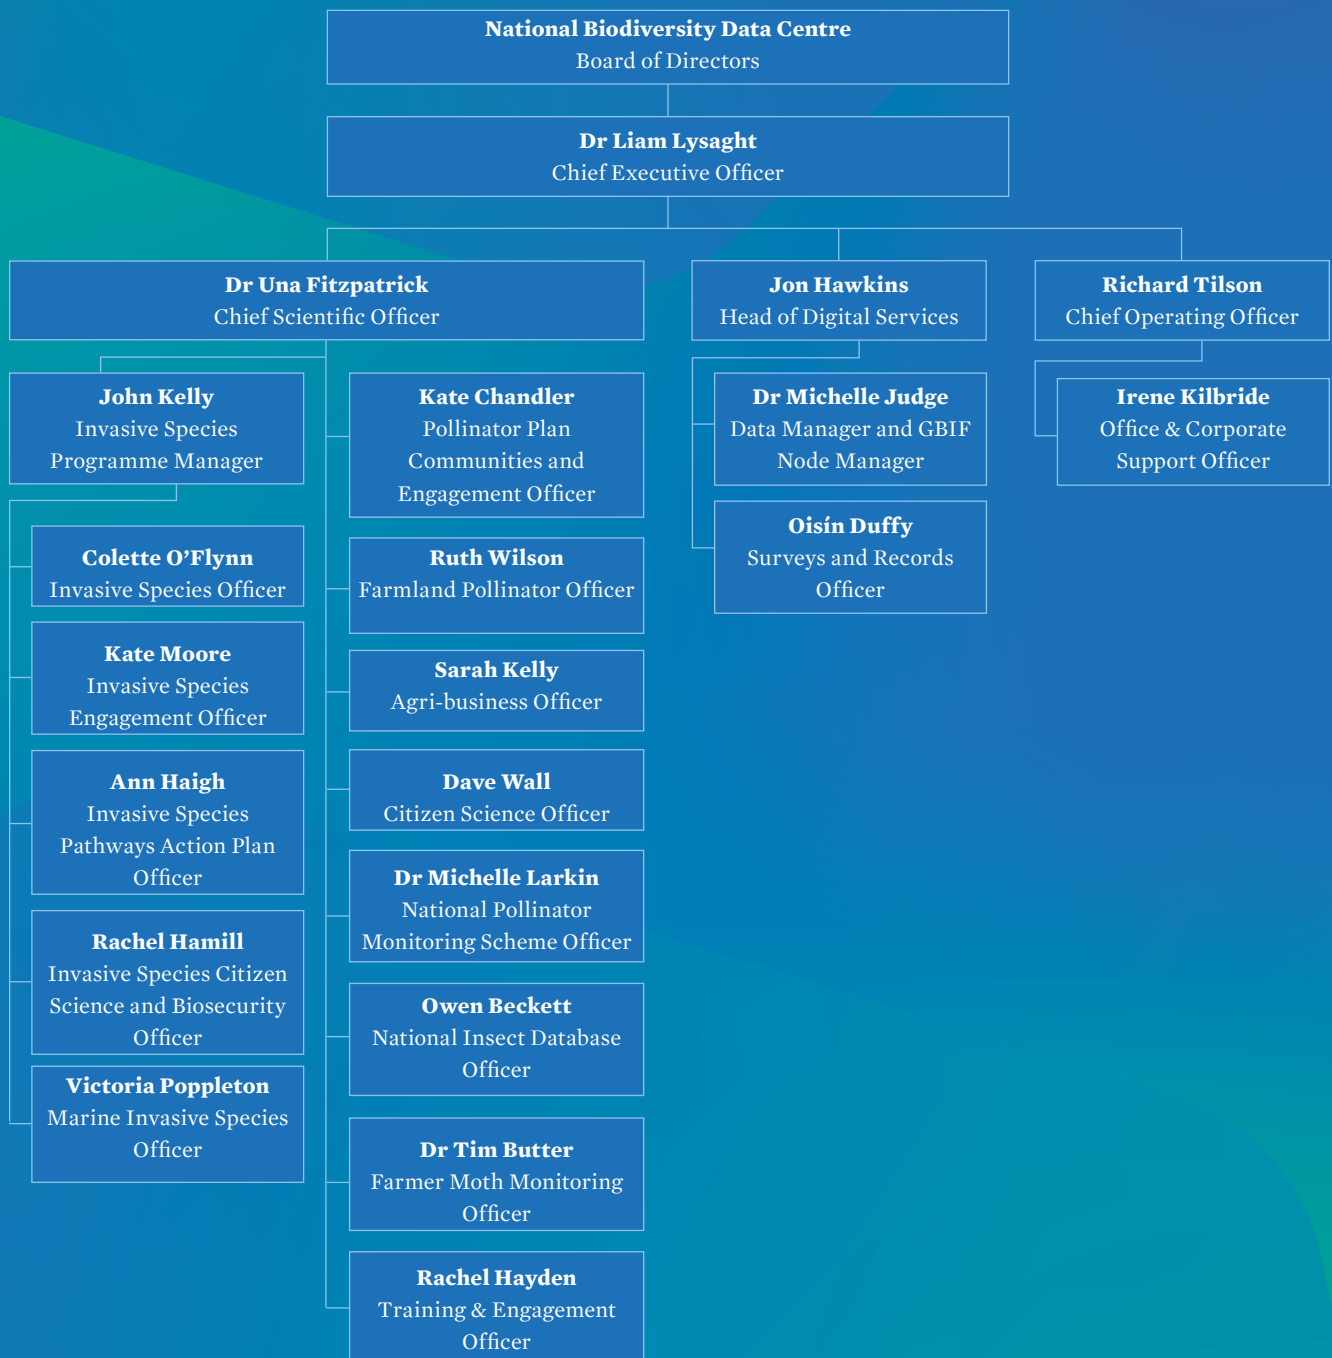 National Biodiversity Data Centre
Board of Directors
Dr Liam Lysaght
Chief Executive Officer
Dr Una Fitzpatrick
Chief Scientific Officer
Jon Hawkins
Head of Digital Services
Richard Tilson
Chief Operating Officer
John Kelly
Invasive Species
Programme Manager
Colette O’Flynn
Invasive Species Officer
Kate Moore
Invasive Species
Engagement Officer
Ann Haigh
Invasive Species
Pathways Action Plan
Officer
Rachel Hamill
Invasive Species Citizen
Science and Biosecurity
Officer
Victoria Poppleton
Marine Invasive Species
Officer
Kate Chandler
Pollinator Plan
Communities and
Engagement Officer
Ruth Wilson
Farmland Pollinator Officer
Sarah Kelly
Agri-business Officer
Dave Wall
Citizen Science Officer
Dr Michelle Larkin
National Pollinator
Monitoring Scheme Officer
Owen Beckett
National Insect Database
Officer
Dr Tim Butter
Farmer Moth Monitoring
Officer
Rachel Hayden
Training & Engagement
Officer
Dr Michelle Judge
Data Manager and GBIF
Node Manager
Oisín Duffy
Surveys and Records
Officer
Irene Kilbride
Office & Corporate
Support Officer